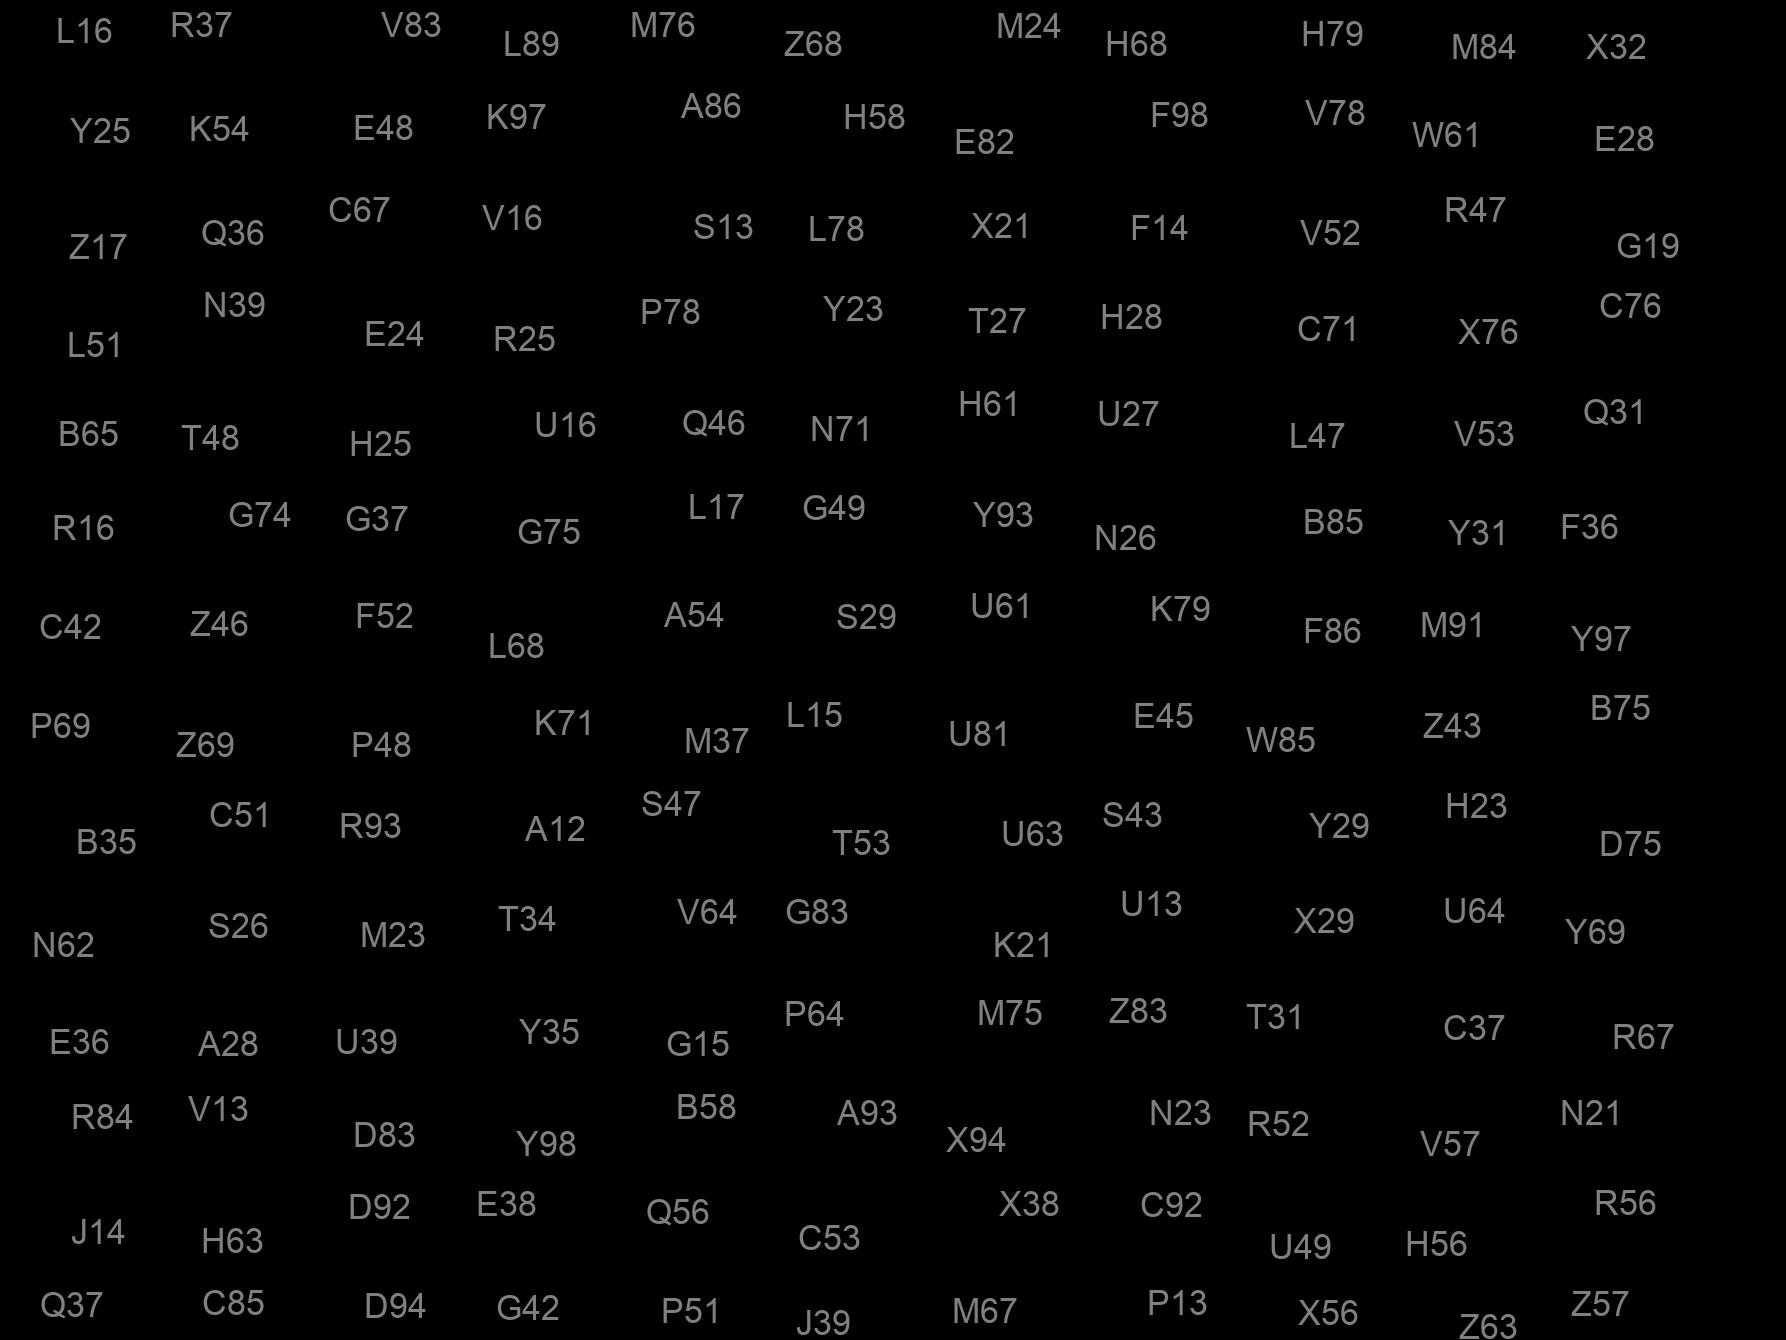 L16 R37 V83 L89 M76 Z68 M24 H68 H79 M84 X32
Y25 K54 E48 K97 A86 H58 E82 F98 V78 W61 E28
Z17 Q36 C67 V16 S13 L78 X21 F14 V52 R47 G19
L51 N39 E24 R25 P78 Y23 T27 H28 C71 X76 C76
B65 T48 H25 U16 Q46 N71 H61 U27 L47 V53 Q31
R16 G74 G37 G75 L17 G49 Y93 N26 B85 Y31 F36
C42 Z46 F52 L68 A54 S29 U61 K79 F86 M91 Y97
P69 Z69 P48 K71 M37 L15 U81 E45 W85 Z43 B75
B35 C51 R93 A12 S47 T53 U63 S43 Y29 H23 D75
N62 S26 M23 T34 V64 G83 K21 U13 X29 U64 Y69
E36 A28 U39 Y35 G15 P64 M75 Z83 T31 C37 R67
R84 V13 D83 Y98 B58 A93 X94 N23 R52 V57 N21
J14 H63 D92 E38 Q56 C53 X38 C92 U49 H56 R56
Q37 C85 D94 G42 P51 J39 M67 P13 X56 Z63 Z57